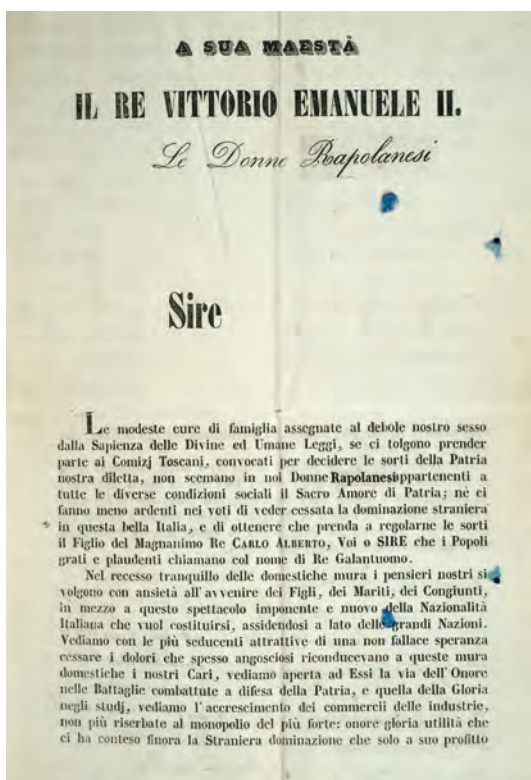 A SUA MAESTÀ
IL RE VITTORIO EMANUELE II.
Le Donne Rapolanesi
Sire
Le modeste cure di famiglia assegnate al debole nostro sesso
dalla Sapienza delle Divine ed Umane Leggi, se ci tolgono prender
parte ai Comizj Toscani, convocati per decidere le sorti della Patria
nostra diletta, non scemano in noi Donne Rapolanesi appartenenti a
tutte le diverse condizioni sociali il Sacro Amore di Patria; nè ci
fanno meno ardenti nei voti di veder cessata la dominazione straniera
in questa bella Italia, e di ottenere che prenda a regolarne le sorti
il Figlio del Magnanimo Re CARLO ALBERTO, Voi o SIRE che i Popoli
grati e plaudenti chiamano col nome di Re Galantuomo.
Nel recesso tranquillo delle domestiche mura i pensieri nostri si
volgono con ansietà all'avvenire dei Figli, dei Mariti, dei Congiunti,
in mezzo a questo spettacolo imponente e nuovo della Nazionalità
Italiana che vuol costituirsi, assidendosi a lato delle grandi Nazioni.
Vediamo con le più seducenti attrattive di una non fallace speranza
cessare i dolori che spesso angosciosi riconducevano a queste mura
domestiche i nostri Cari, vediamo aperta ad Essi la via dell'Onore
nelle Battaglie combattute a difesa della Patria, e quella della Gloria
negli studj, vediamo l'accrescimento dei commercii delle industrie,
non più riserbate al monopolio del più forte: onore gloria utilità che
ci ha conteso finora la Straniera dominazione che solo a suo profitto